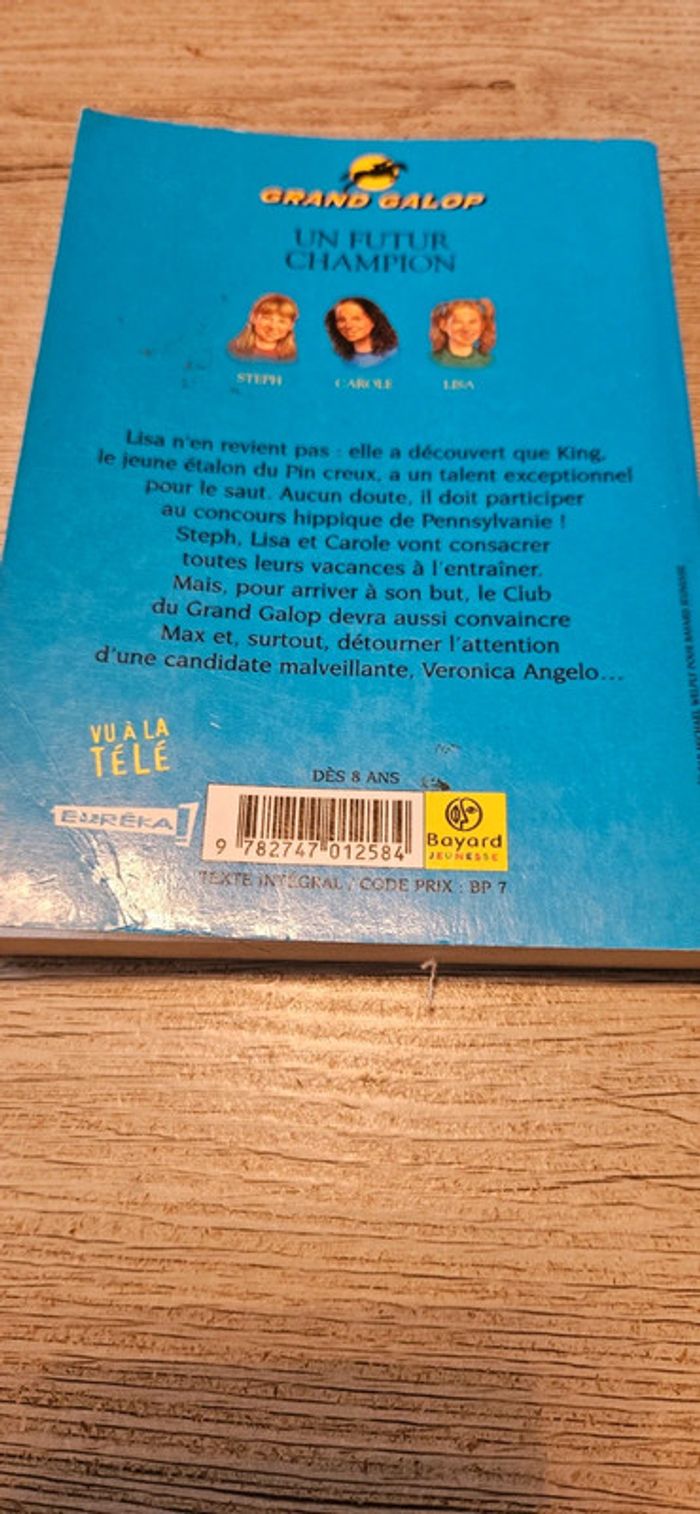 GRAND GALOP
UN FUTUR
CHAMPION
STEPH
CAROLE
LISA
Lisa n'en revient pas : elle a découvert que King,
le jeune étalon du Pin creux, a un talent exceptionnel
pour le saut. Aucun doute, il doit participer
au concours hippique de Pennsylvanie !
Steph, Lisa et Carole vont consacrer
toutes leurs vacances à l'entraîner.
Mais, pour arriver à son but, le Club
du Grand Galop devra aussi convaincre
Max et, surtout, détourner l'attention
d'une candidate malveillante, Veronica Angelo...
VU À LA
TÉLÉ
DÈS 8 ANS
EURÉKA!
9 782747 012584
Bayard
JEUNESSE
TEXTE INTÉGRAL / CODE PRIX : BP 7
POUR BAYARD JEUNESSE